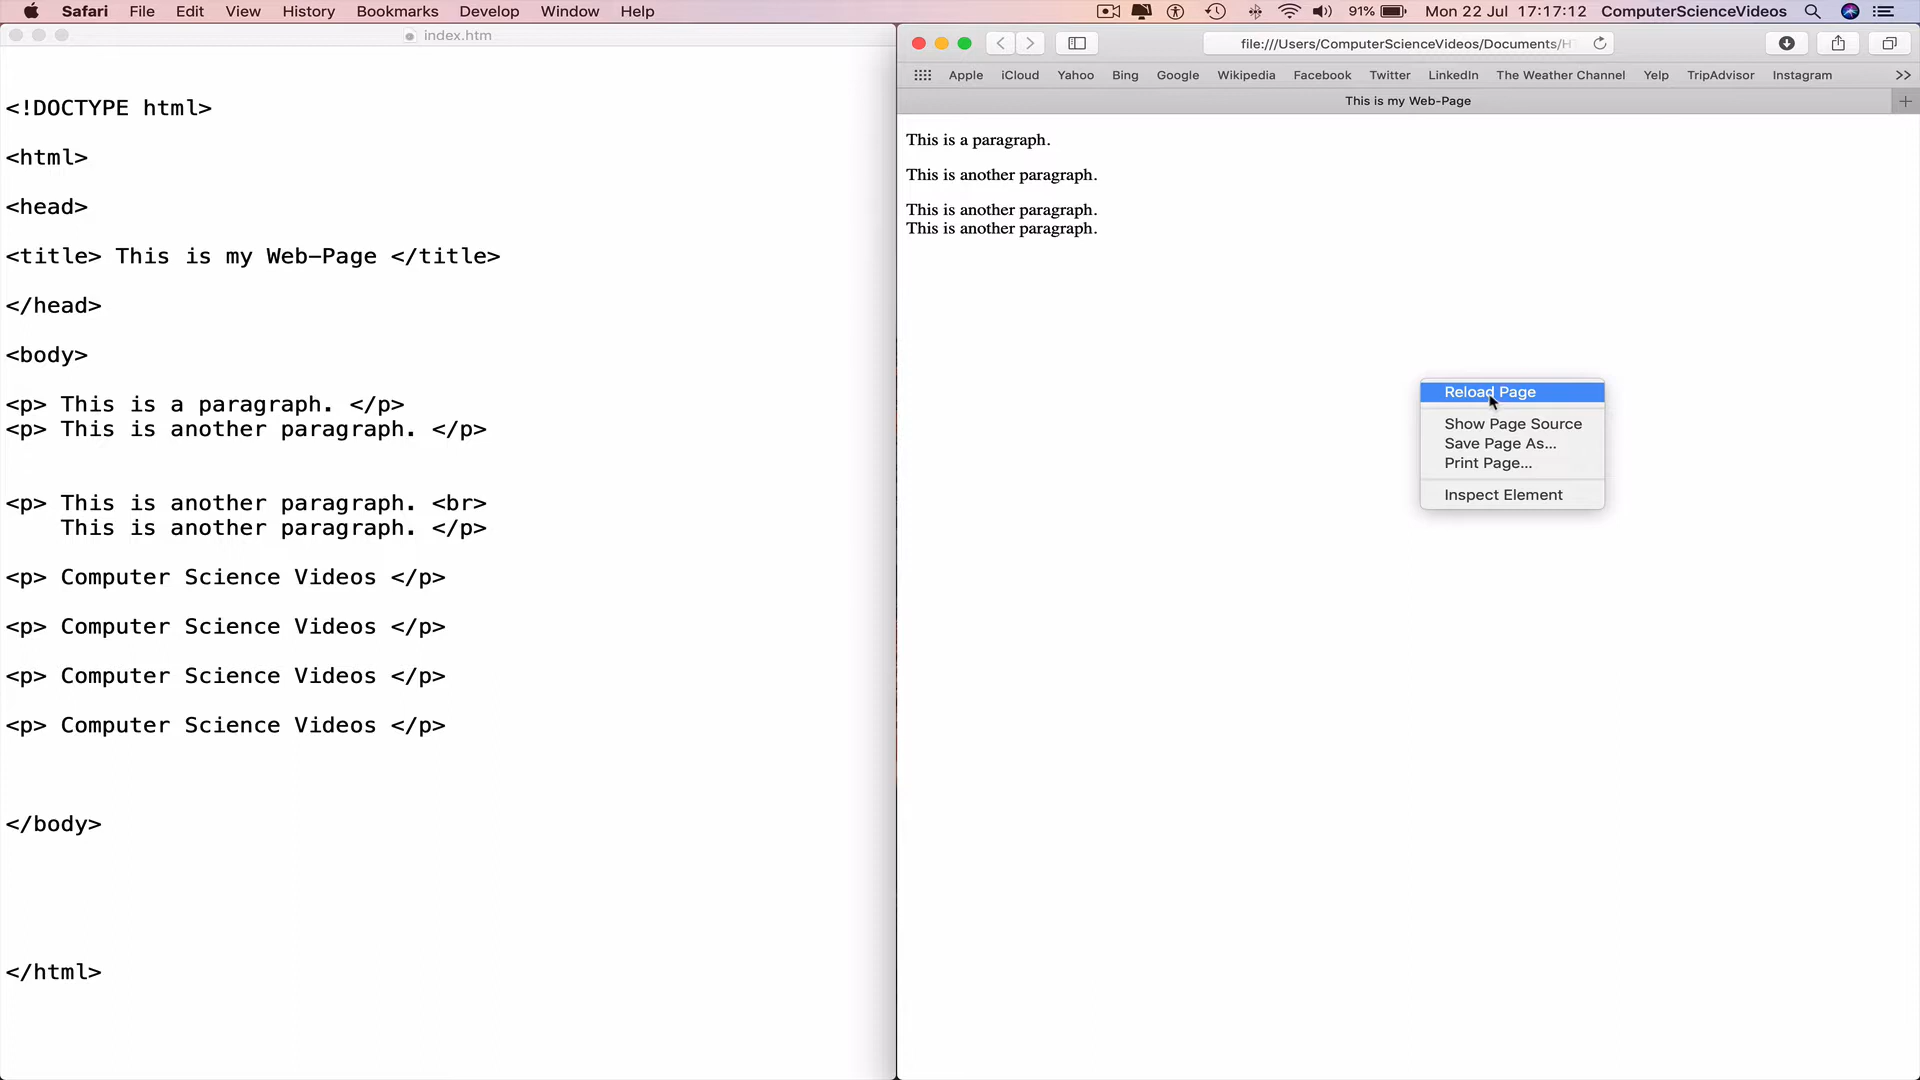 Safari File Edit View History Bookmarks Develop Window Help 91% Mon 22 Jul 17:17:12 ComputerScienceVideos
index.htm
<!DOCTYPE html>
<html>
<head>
<title> This is my Web-Page </title>
</head>
<body>
<p> This is a paragraph. </p>
<p> This is another paragraph. </p>
<p> This is another paragraph. <br>
This is another paragraph. </p>
<p> Computer Science Videos </p>
<p> Computer Science Videos </p>
<p> Computer Science Videos </p>
<p> Computer Science Videos </p>
</body>
</html>
file:///Users/ComputerScienceVideos/Documents/H
Apple iCloud Yahoo Bing Google Wikipedia Facebook Twitter LinkedIn The Weather Channel Yelp TripAdvisor Instagram >>
This is my Web-Page
This is a paragraph.
This is another paragraph.
This is another paragraph.
This is another paragraph.
Reload Page
Show Page Source
Save Page As...
Print Page...
Inspect Element